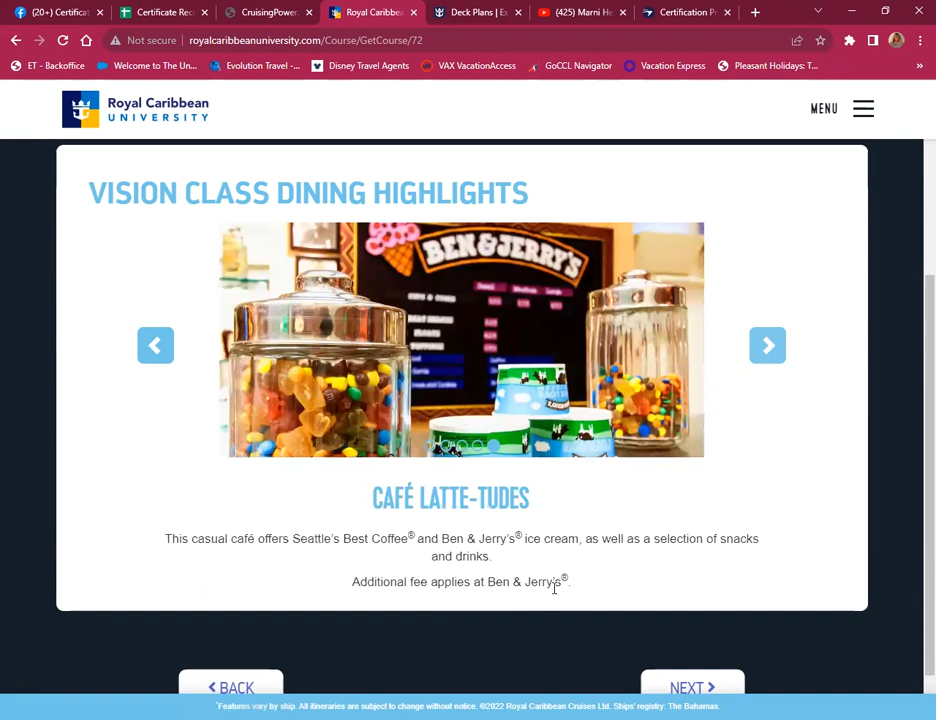 (20+) Certificat
Certificate Rec
CruisingPower.
Royal Caribbea
Deck Plans | Ex
(425) Marni He
Certification Pr
Not secure | royalcaribbeanuniversity.com/Course/GetCourse/72
ET - Backoffice
Welcome to The Un...
Evolution Travel -...
Disney Travel Agents
VAX VacationAccess
GoCCL Navigator
Vacation Express
Pleasant Holidays: T...
»
Royal Caribbean
UNIVERSITY
MENU
VISION CLASS DINING HIGHLIGHTS
BEN & JERRY'S
CAFÉ LATTE-TUDES
This casual café offers Seattle's Best Coffee® and Ben & Jerry's® ice cream, as well as a selection of snacks
and drinks.
Additional fee applies at Ben & Jerry's®.
BACK
NEXT
*Features vary by ship. All itineraries are subject to change without notice. ©2022 Royal Caribbean Cruises Ltd. Ships' registry: The Bahamas.